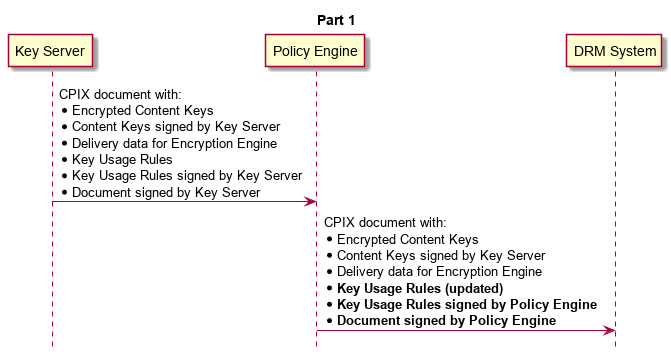 Part 1
Key Server
Policy Engine
DRM System
CPIX document with:
• Encrypted Content Keys
• Content Keys signed by Key Server
• Delivery data for Encryption Engine
• Key Usage Rules
• Key Usage Rules signed by Key Server
• Document signed by Key Server
CPIX document with:
• Encrypted Content Keys
• Content Keys signed by Key Server
• Delivery data for Encryption Engine
• Key Usage Rules (updated)
• Key Usage Rules signed by Policy Engine
• Document signed by Policy Engine